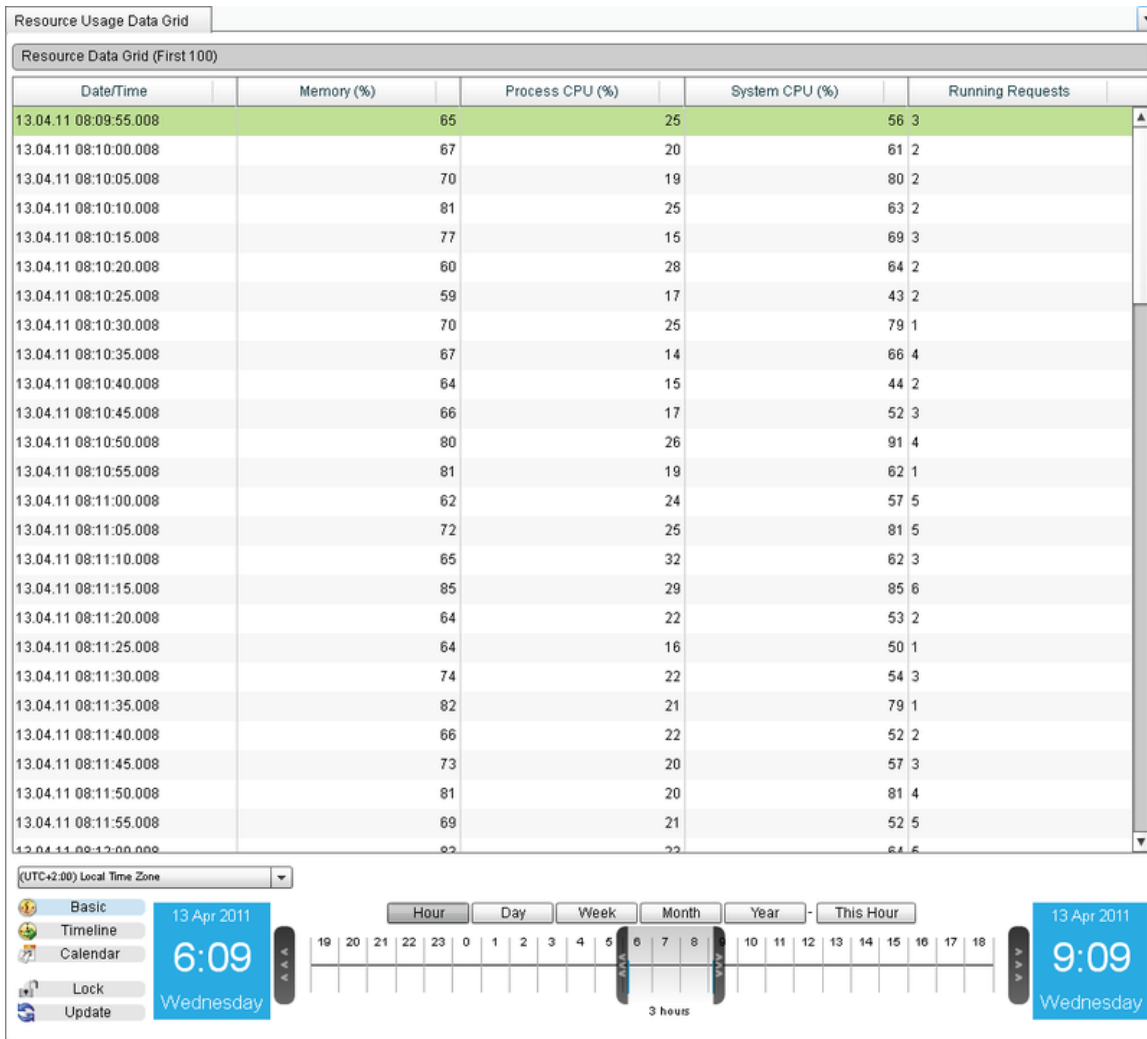 Resource Usage Data Grid
Resource Data Grid (First 100)
Date/Time Memory (%) Process CPU (%) System CPU (%) Running Requests
13.04.11 08:09:55.008 65 25 56 3
13.04.11 08:10:00.008 67 20 61 2
13.04.11 08:10:05.008 70 19 80 2
13.04.11 08:10:10.008 81 25 63 2
13.04.11 08:10:15.008 77 15 69 3
13.04.11 08:10:20.008 60 28 64 2
13.04.11 08:10:25.008 59 17 43 2
13.04.11 08:10:30.008 70 25 79 1
13.04.11 08:10:35.008 67 14 66 4
13.04.11 08:10:40.008 64 15 44 2
13.04.11 08:10:45.008 66 17 52 3
13.04.11 08:10:50.008 80 26 91 4
13.04.11 08:10:55.008 81 19 62 1
13.04.11 08:11:00.008 62 24 57 5
13.04.11 08:11:05.008 72 25 81 5
13.04.11 08:11:10.008 65 32 62 3
13.04.11 08:11:15.008 85 29 85 6
13.04.11 08:11:20.008 64 22 53 2
13.04.11 08:11:25.008 64 16 50 1
13.04.11 08:11:30.008 74 22 54 3
13.04.11 08:11:35.008 82 21 79 1
13.04.11 08:11:40.008 66 22 52 2
13.04.11 08:11:45.008 73 20 57 3
13.04.11 08:11:50.008 81 20 81 4
13.04.11 08:11:55.008 69 21 52 5
13.04.11 08:12:00.008
(UTC+2:00) Local Time Zone
Basic
Timeline
Calendar
Lock
Update
13 Apr 2011
6:09
Wednesday
Hour Day Week Month Year - This Hour
19 20 21 22 23 0 1 2 3 4 5 6 7 8 9 10 11 12 13 14 15 16 17 18
3 hours
13 Apr 2011
9:09
Wednesday